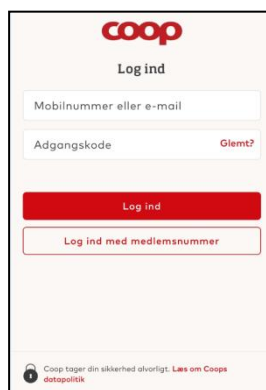 coop
Log ind
Mobilnummer eller e-mail
Adgangskode Glemt?
Log ind
Log ind med medlemsnummer
Coop tager din sikkerhed alvorligt. Læs om Coops
datapolitik